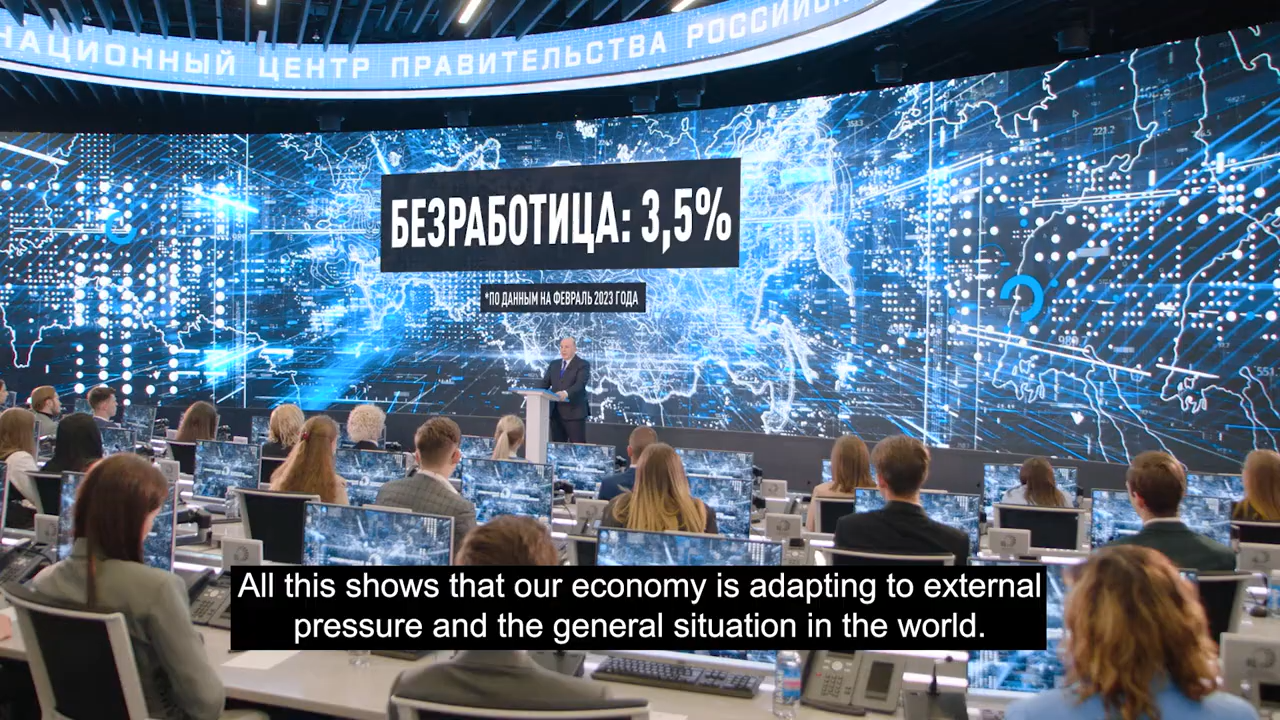 НАЦИОННЫЙ ЦЕНТР ПРАВИТЕЛЬСТВА РОССИЙСК
БЕЗРАБОТИЦА: 3,5%
*ПО ДАННЫМ НА ФЕВРАЛЬ 2023 ГОДА
All this shows that our economy is adapting to external
pressure and the general situation in the world.